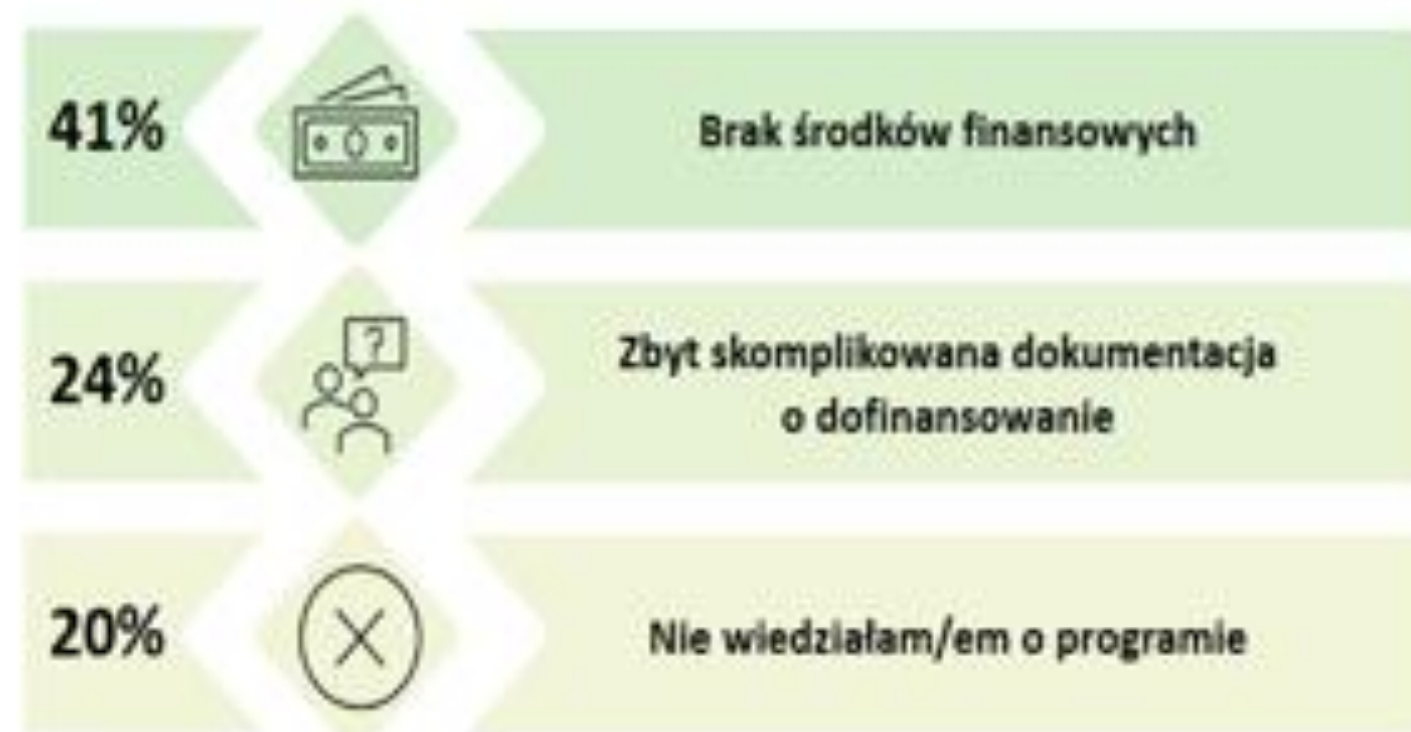 41%
Brak środków finansowych
24%
Zbyt skomplikowana dokumentacja
o dofinansowanie
?
20%
Nie wiedziałam/em o programie